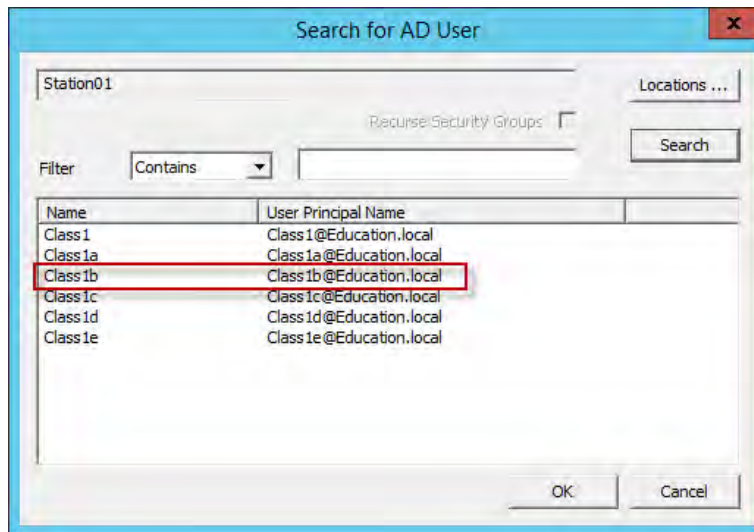 Search for AD User
x
Station01
Locations ...
Recurse Security Groups
Search
Filter Contains
Name User Principal Name
Class1 Class1@Education.local
Class1a Class1a@Education.local
Class1b Class1b@Education.local
Class1c Class1c@Education.local
Class1d Class1d@Education.local
Class1e Class1e@Education.local
OK Cancel